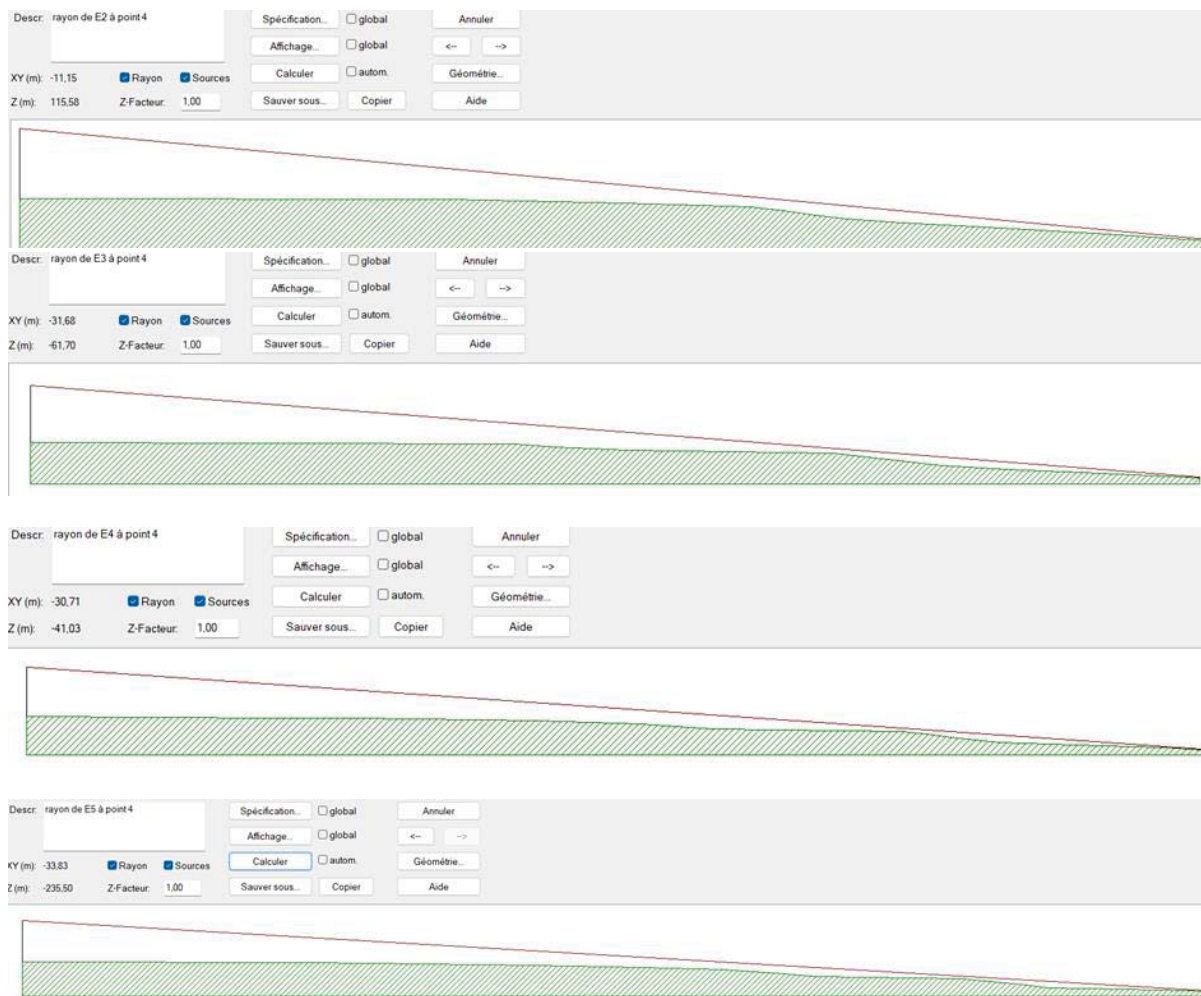 Descr: rayon de E2 à point 4 Spécification... global Annuler
Affichage... global <-- -->
XY (m): -11,15 Rayon Sources Calculer autom. Géométrie...
Z (m): 115,58 Z-Facteur: 1,00 Sauver sous... Copier Aide
Descr: rayon de E3 à point 4 Spécification... global Annuler
Affichage... global <-- -->
XY (m): -31,68 Rayon Sources Calculer autom. Géométrie...
Z (m): -61,70 Z-Facteur: 1,00 Sauver sous... Copier Aide
Descr: rayon de E4 à point 4 Spécification... global Annuler
Affichage... global <-- -->
XY (m): -30,71 Rayon Sources Calculer autom. Géométrie...
Z (m): -41,03 Z-Facteur: 1,00 Sauver sous... Copier Aide
Descr: rayon de E5 à point 4 Spécification... global Annuler
Affichage... global <-- -->
XY (m): -33,83 Rayon Sources Calculer autom. Géométrie...
Z (m): -235,50 Z-Facteur: 1,00 Sauver sous... Copier Aide